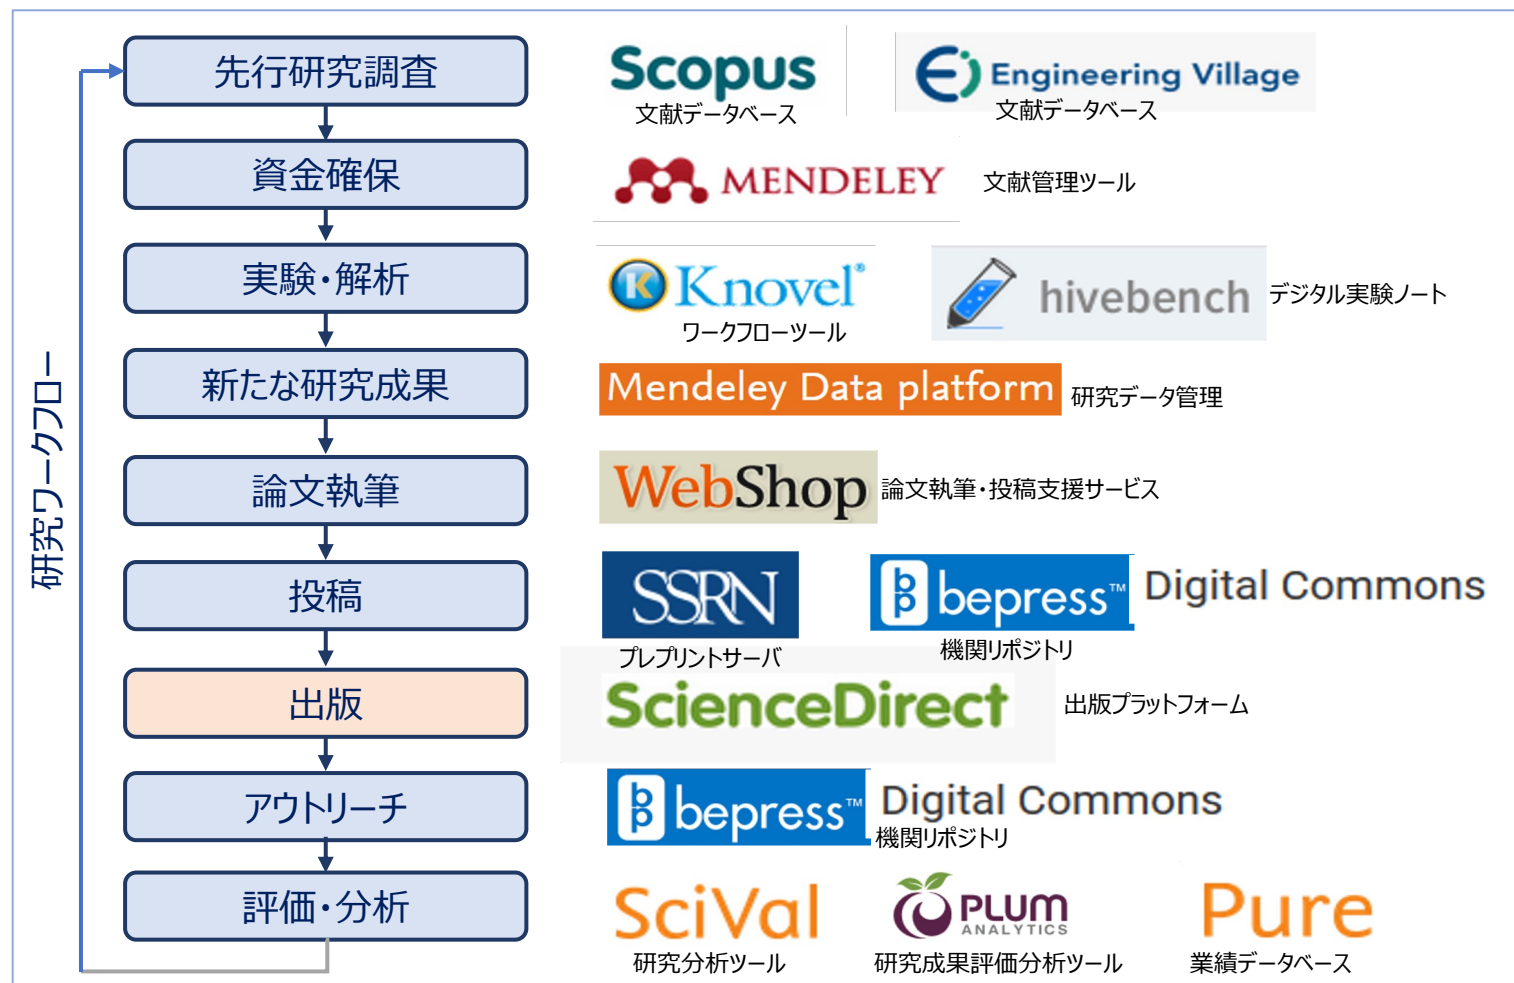 研究ワークフロー
先行研究調査
Scopus
文献データベース
Ei Engineering Village
文献データベース
資金確保
MENDELEY
文献管理ツール
実験・解析
K Knovel®
ワークフローツール
hivebench
デジタル実験ノート
新たな研究成果
Mendeley Data platform
研究データ管理
論文執筆
WebShop
論文執筆・投稿支援サービス
投稿
SSRN
プレプリントサーバ
bp bepress™ Digital Commons
機関リポジトリ
出版
ScienceDirect
出版プラットフォーム
アウトリーチ
bp bepress™ Digital Commons
機関リポジトリ
評価・分析
SciVal
研究分析ツール
PLUM
ANALYTICS
研究成果評価分析ツール
Pure
業績データベース